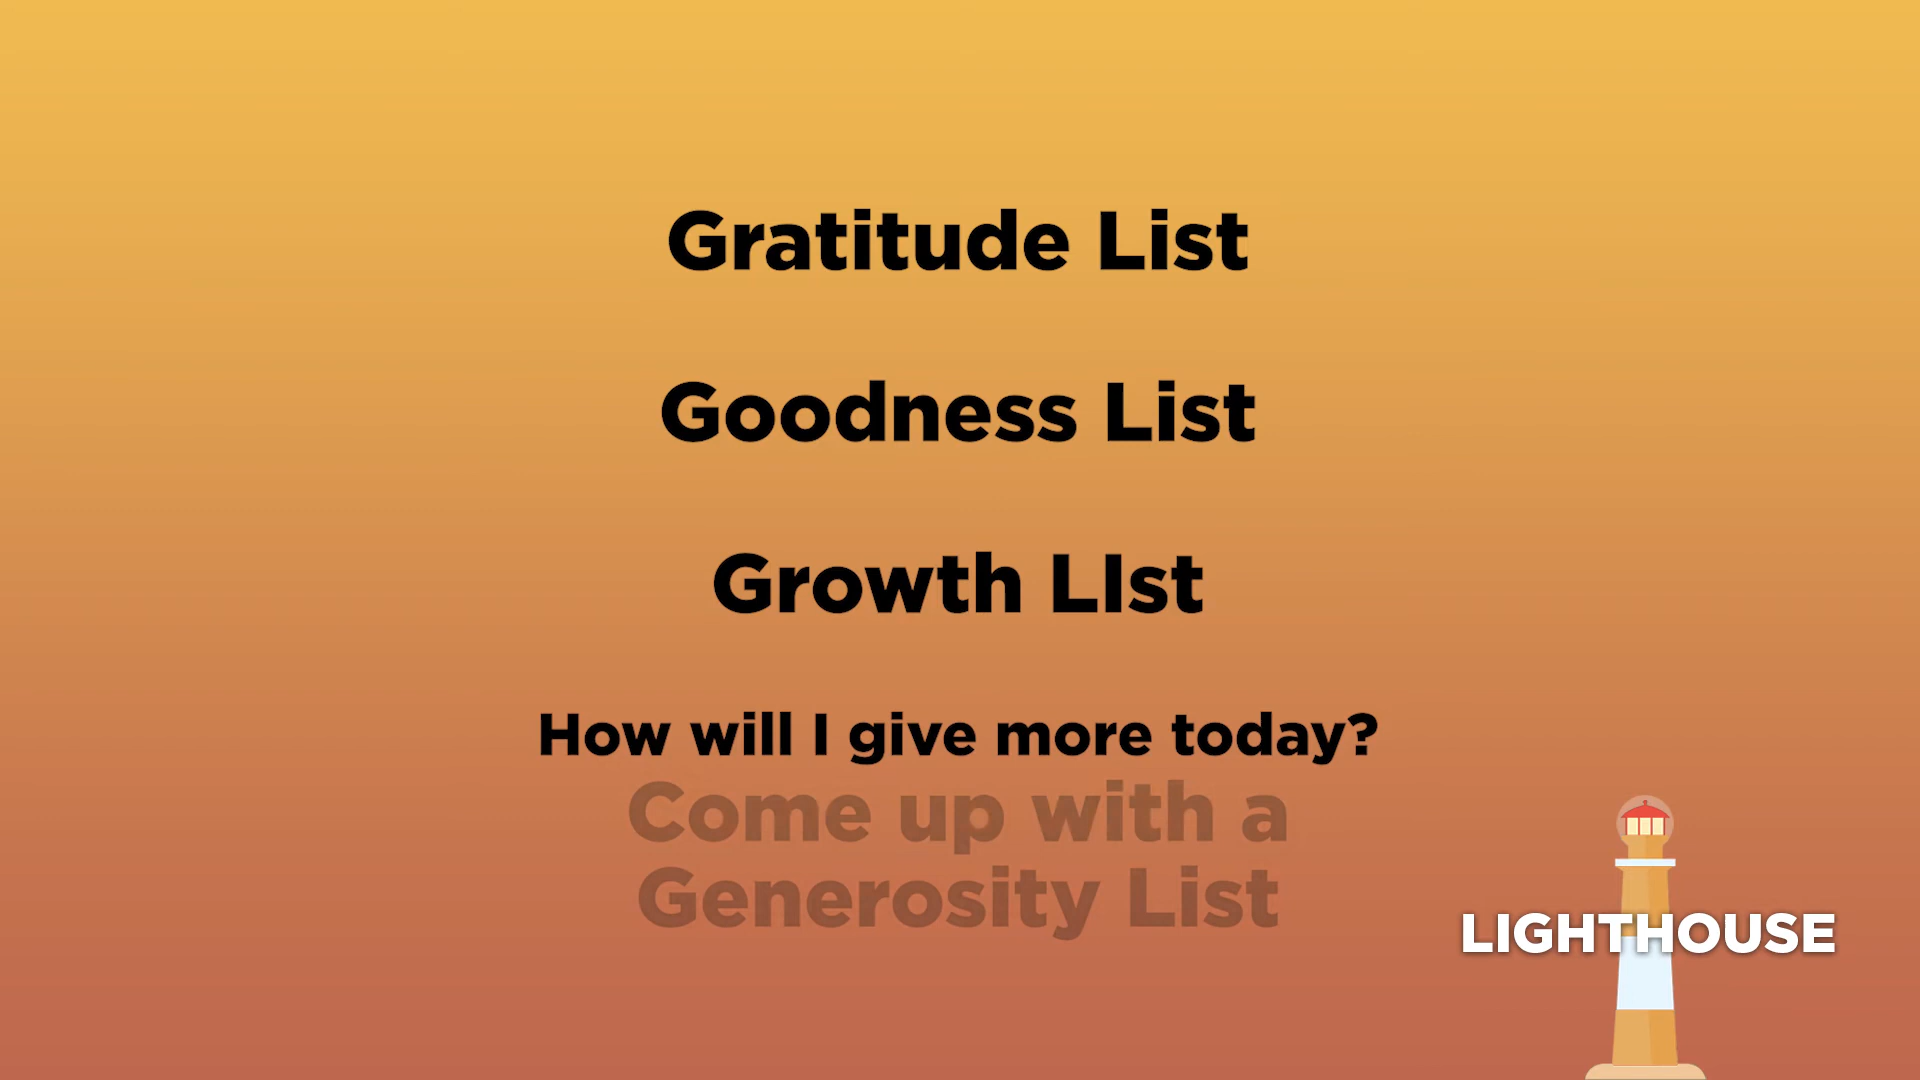 Gratitude List
Goodness List
Growth LIst
How will I give more today?
Come up with a
Generosity List
LIGHTHOUSE